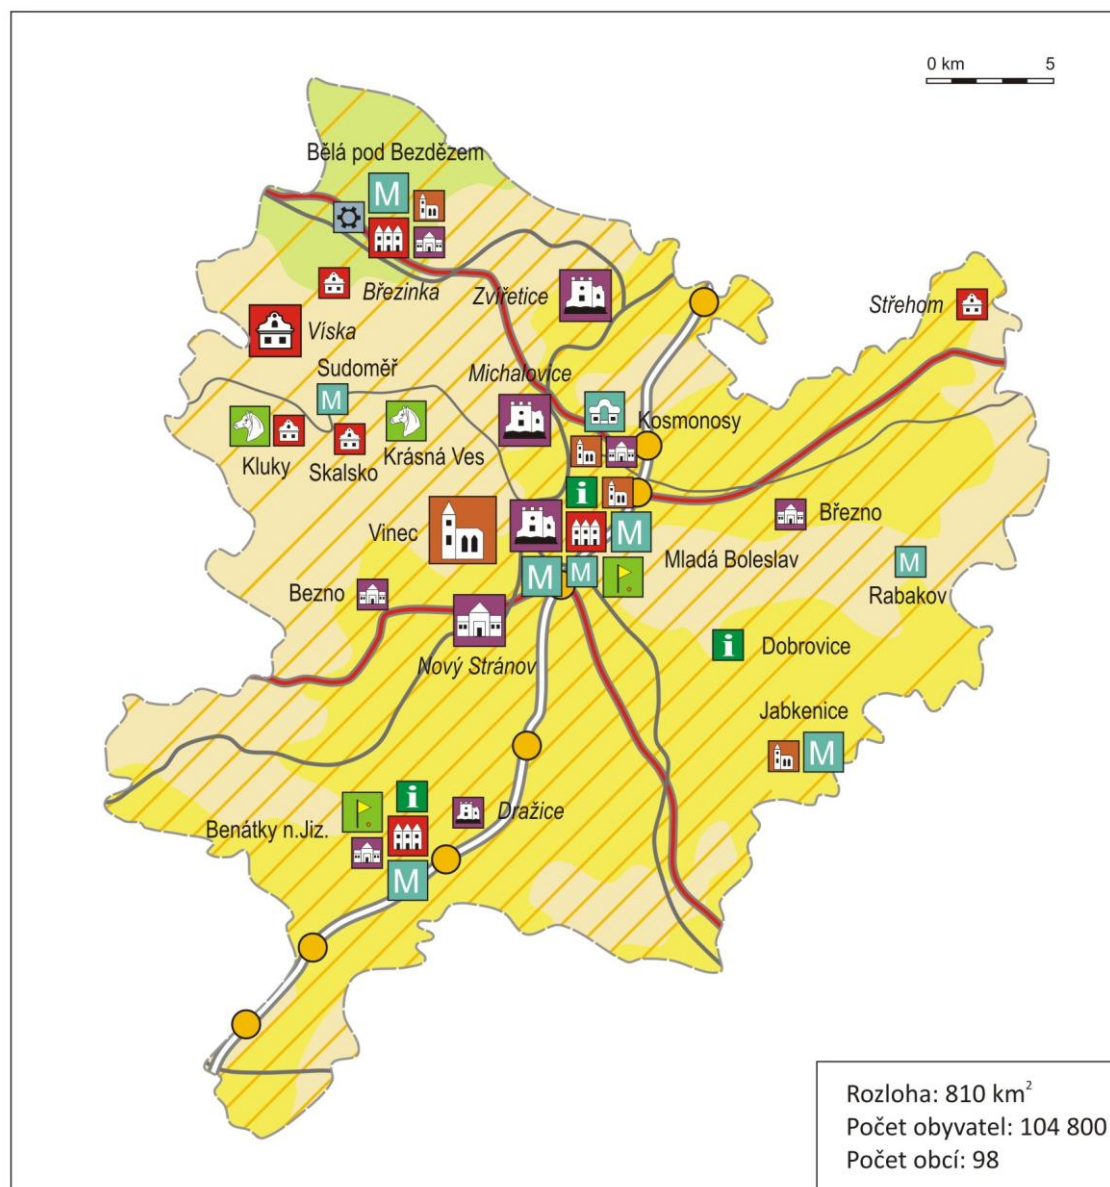 0 km 5
Bělá pod Bezdězem
M
Březinka
Zvířetice
Střehom
Víska
Sudoměř
Michalovice
M
Kosmonosy
Kluky
Skalsko
Krásná Ves
i
Březno
Vinec
M
Mladá Boleslav
M
M
M
Bezno
Rabakov
i
Dobrovice
Nový Stránov
Jabkenice
M
i
Dražice
Benátky n.Jiz.
M
Rozloha: 810 km²
Počet obyvatel: 104 800
Počet obcí: 98